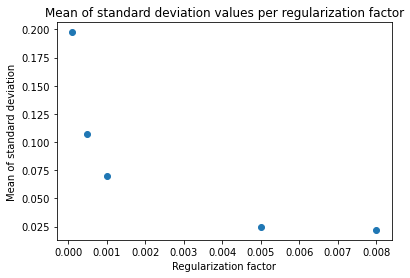 Mean of standard deviation values per regularization factor
0.200
0.175
0.150
0.125
0.100
0.075
0.050
0.025
Mean of standard deviation
0.000 0.001 0.002 0.003 0.004 0.005 0.006 0.007 0.008
Regularization factor